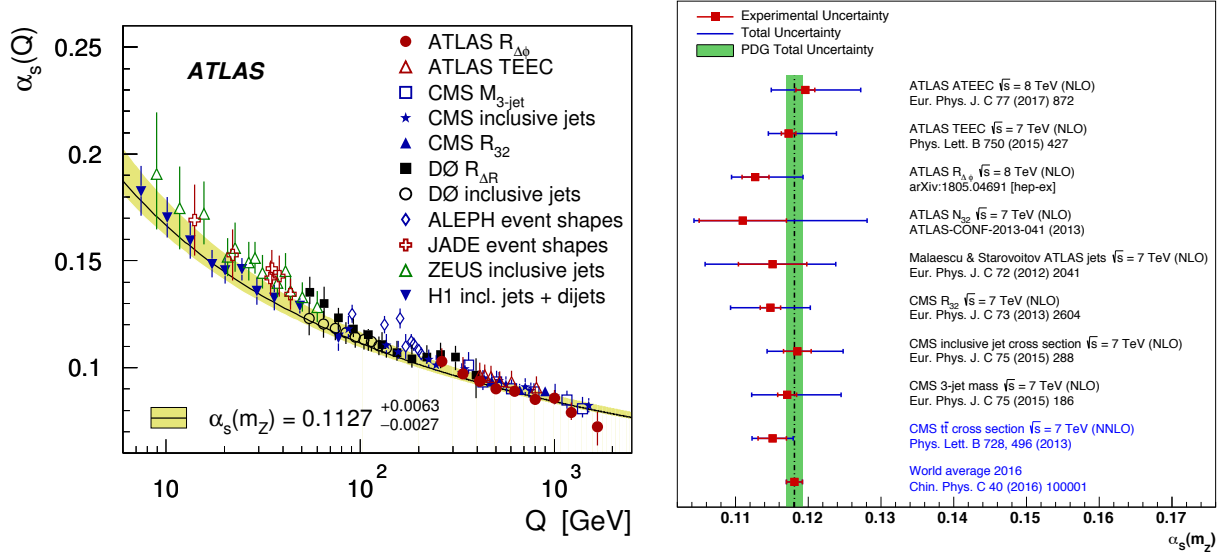 α_s(Q)
0.25
0.2
0.15
0.1
ATLAS
ATLAS R_Δϕ
ATLAS TEEC
CMS M_3-jet
CMS inclusive jets
CMS R_32
DØ R_ΔR
DØ inclusive jets
ALEPH event shapes
JADE event shapes
ZEUS inclusive jets
H1 incl. jets + dijets
α_s(m_Z) = 0.1127 +0.0063 −0.0027
10 10^2 10^3
Q [GeV]
Experimental Uncertainty
Total Uncertainty
PDG Total Uncertainty
ATLAS ATEEC √s = 8 TeV (NLO)
Eur. Phys. J. C 77 (2017) 872
ATLAS TEEC √s = 7 TeV (NLO)
Phys. Lett. B 750 (2015) 427
ATLAS R_Δϕ √s = 8 TeV (NLO)
arXiv:1805.04691 [hep-ex]
ATLAS N_32 √s = 7 TeV (NLO)
ATLAS-CONF-2013-041 (2013)
Malaescu & Starovoitov ATLAS jets √s = 7 TeV (NLO)
Eur. Phys. J. C 72 (2012) 2041
CMS R_32 √s = 7 TeV (NLO)
Eur. Phys. J. C 73 (2013) 2604
CMS inclusive jet cross section √s = 7 TeV (NLO)
Eur. Phys. J. C 75 (2015) 288
CMS 3-jet mass √s = 7 TeV (NLO)
Eur. Phys. J. C 75 (2015) 186
CMS tt̄ cross section √s = 7 TeV (NNLO)
Phys. Lett. B 728, 496 (2013)
World average 2016
Chin. Phys. C 40 (2016) 100001
0.11 0.12 0.13 0.14 0.15 0.16 0.17
α_s(m_Z)